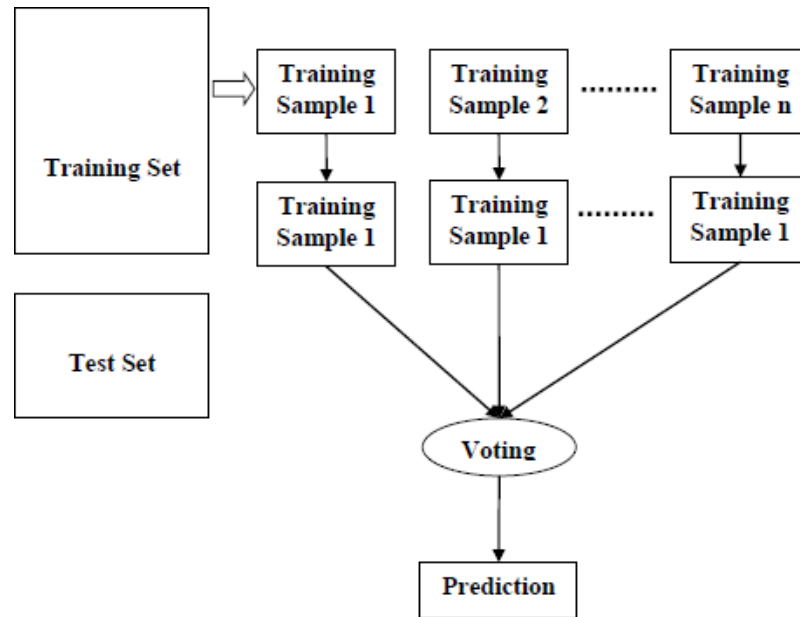 Training Set
Training
Sample 1
Training
Sample 2
Training
Sample n
Training
Sample 1
Training
Sample 1
Training
Sample 1
Test Set
Voting
Prediction